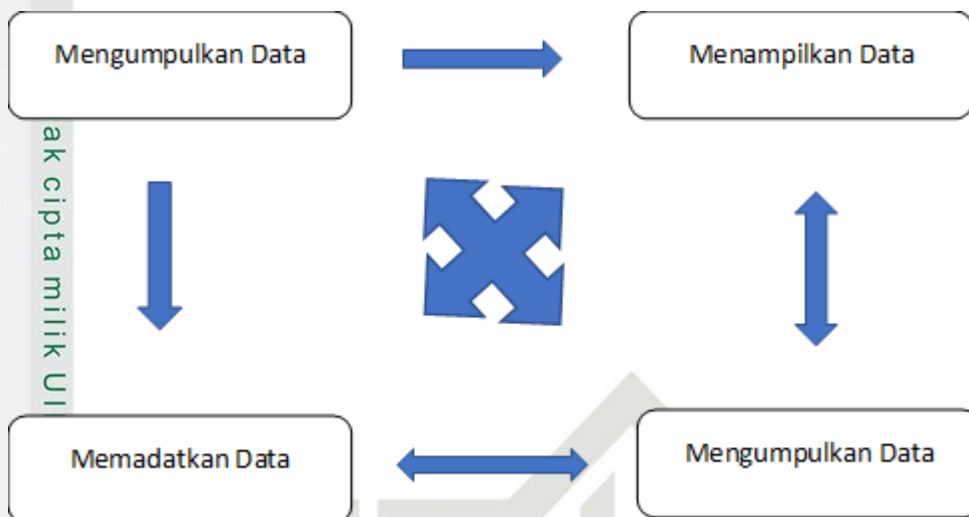 Mengumpulkan Data
Menampilkan Data
ak cipta milik UI
Memadatkan Data
Mengumpulkan Data